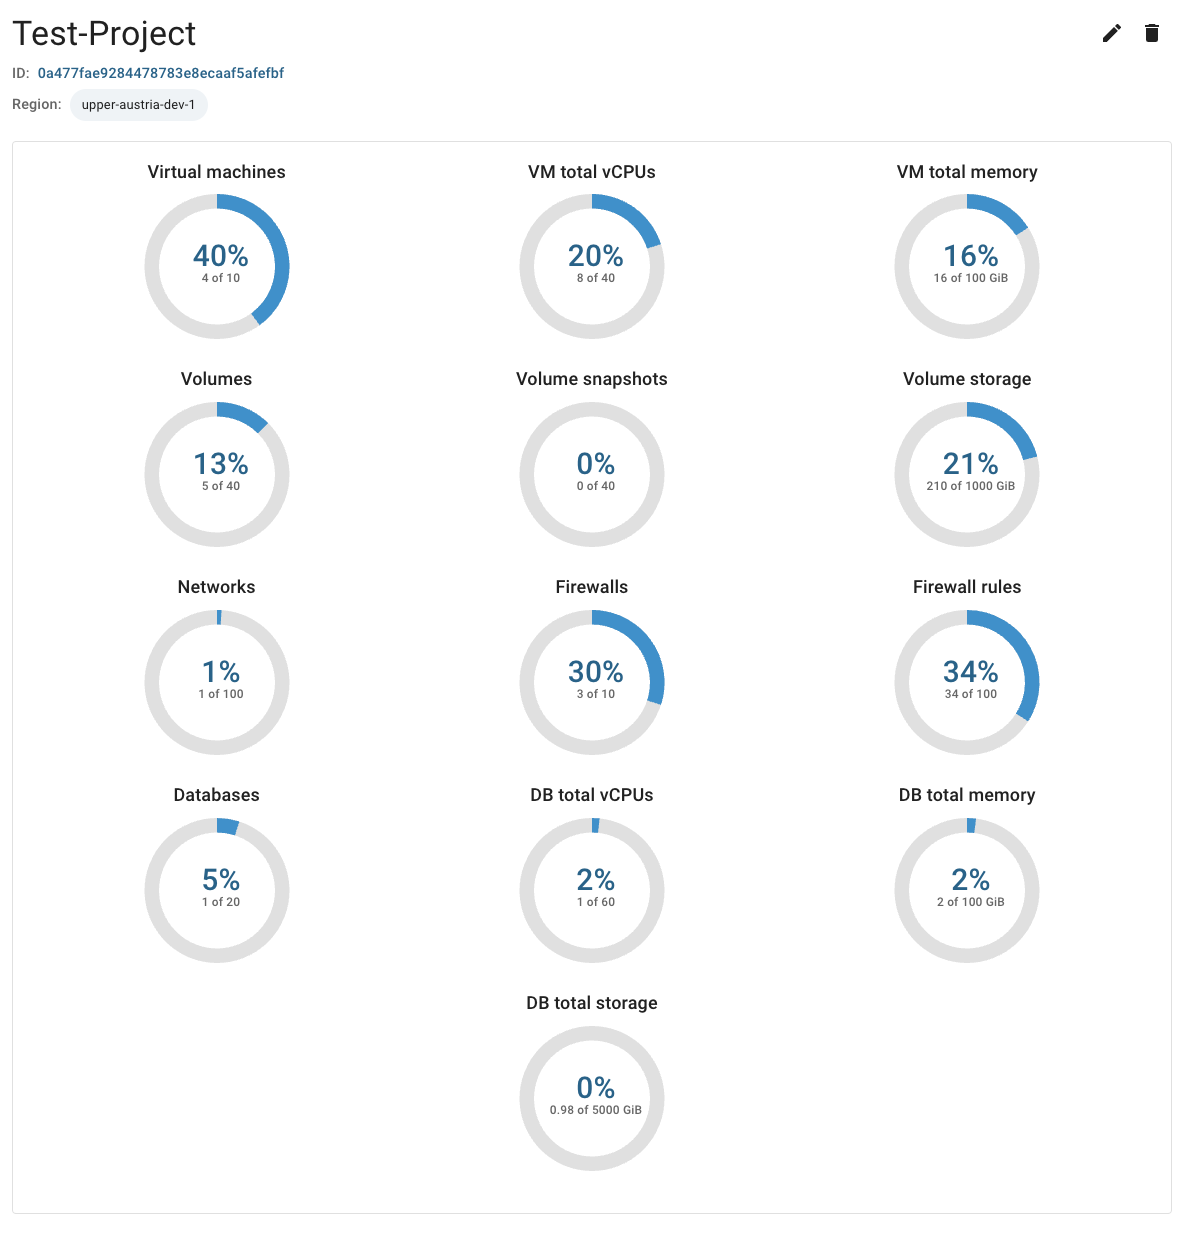 Test-Project
ID: 0a477fae9284478783e8ecaaf5afefbf
Region: upper-austria-dev-1
Virtual machines
40%
4 of 10
VM total vCPUs
20%
8 of 40
VM total memory
16%
16 of 100 GiB
Volumes
13%
5 of 40
Volume snapshots
0%
0 of 40
Volume storage
21%
210 of 1000 GiB
Networks
1%
1 of 100
Firewalls
30%
3 of 10
Firewall rules
34%
34 of 100
Databases
5%
1 of 20
DB total vCPUs
2%
1 of 60
DB total memory
2%
2 of 100 GiB
DB total storage
0%
0.98 of 5000 GiB